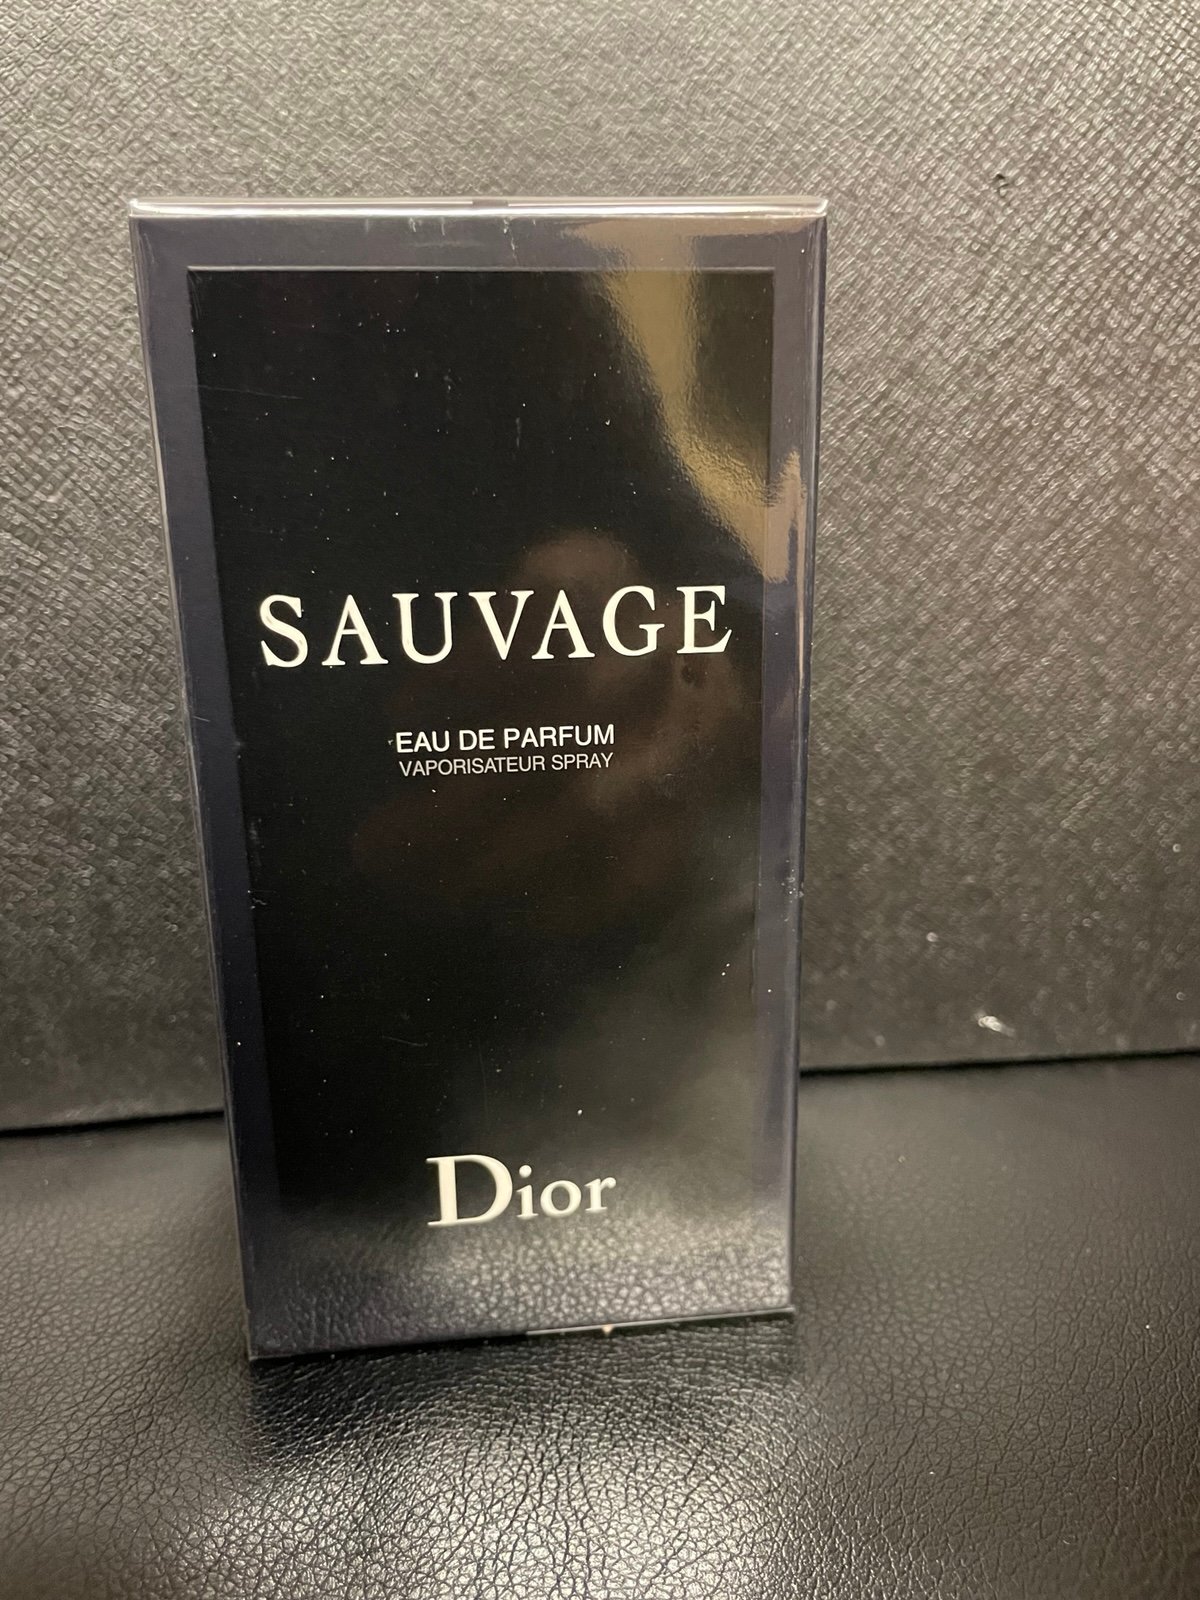 SAUVAGE
EAU DE PARFUM
VAPORISATEUR SPRAY
Dior